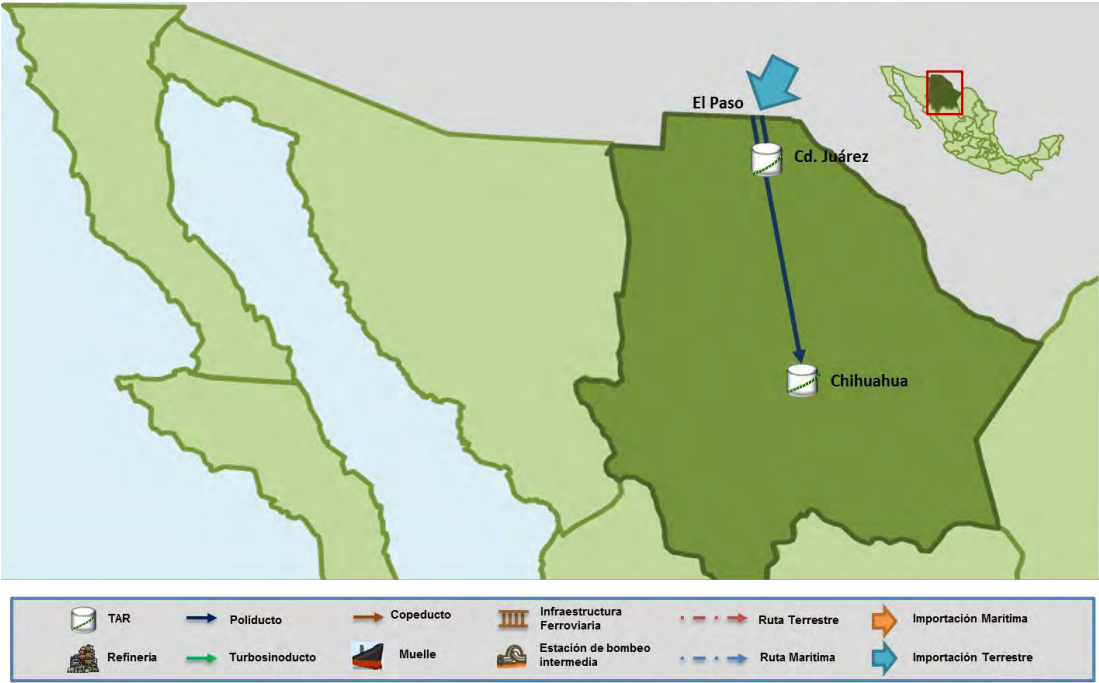 El Paso
Cd. Juárez
Chihuahua
TAR
Poliducto
Copeducto
Infraestructura
Ferroviaria
Ruta Terrestre
Importación Marítima
Refinería
Turbosinoducto
Muelle
Estación de bombeo
intermedia
Ruta Marítima
Importación Terrestre